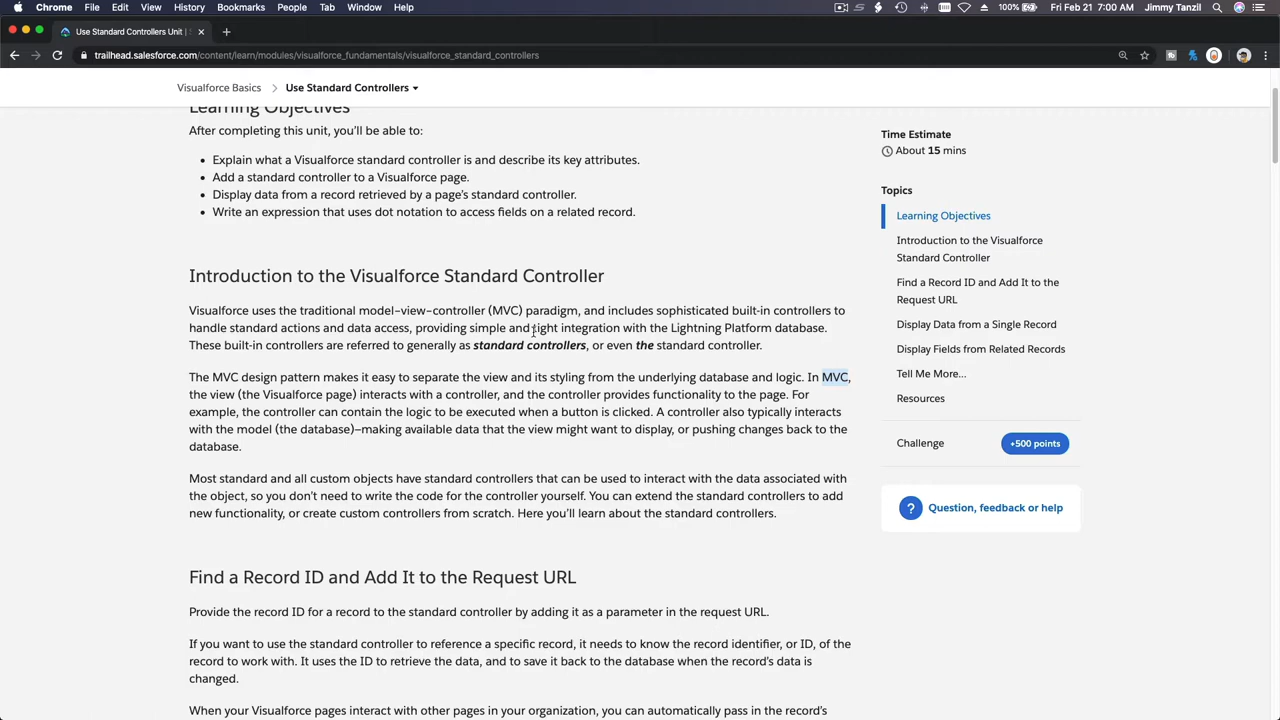 Chrome File Edit View History Bookmarks People Tab Window Help
100% Fri Feb 21 7:00 AM Jimmy Tanzil
Use Standard Controllers Unit |
trailhead.salesforce.com/content/learn/modules/visualforce_fundamentals/visualforce_standard_controllers
Visualforce Basics > Use Standard Controllers
Learning Objectives
After completing this unit, you'll be able to:
• Explain what a Visualforce standard controller is and describe its key attributes.
• Add a standard controller to a Visualforce page.
• Display data from a record retrieved by a page's standard controller.
• Write an expression that uses dot notation to access fields on a related record.
Introduction to the Visualforce Standard Controller
Visualforce uses the traditional model–view–controller (MVC) paradigm, and includes sophisticated built-in controllers to
handle standard actions and data access, providing simple and tight integration with the Lightning Platform database.
These built-in controllers are referred to generally as standard controllers, or even the standard controller.
The MVC design pattern makes it easy to separate the view and its styling from the underlying database and logic. In MVC,
the view (the Visualforce page) interacts with a controller, and the controller provides functionality to the page. For
example, the controller can contain the logic to be executed when a button is clicked. A controller also typically interacts
with the model (the database)—making available data that the view might want to display, or pushing changes back to the
database.
Most standard and all custom objects have standard controllers that can be used to interact with the data associated with
the object, so you don't need to write the code for the controller yourself. You can extend the standard controllers to add
new functionality, or create custom controllers from scratch. Here you'll learn about the standard controllers.
Find a Record ID and Add It to the Request URL
Provide the record ID for a record to the standard controller by adding it as a parameter in the request URL.
If you want to use the standard controller to reference a specific record, it needs to know the record identifier, or ID, of the
record to work with. It uses the ID to retrieve the data, and to save it back to the database when the record's data is
changed.
When your Visualforce pages interact with other pages in your organization, you can automatically pass in the record's
Time Estimate
About 15 mins
Topics
Learning Objectives
Introduction to the Visualforce
Standard Controller
Find a Record ID and Add It to the
Request URL
Display Data from a Single Record
Display Fields from Related Records
Tell Me More...
Resources
Challenge +500 points
? Question, feedback or help